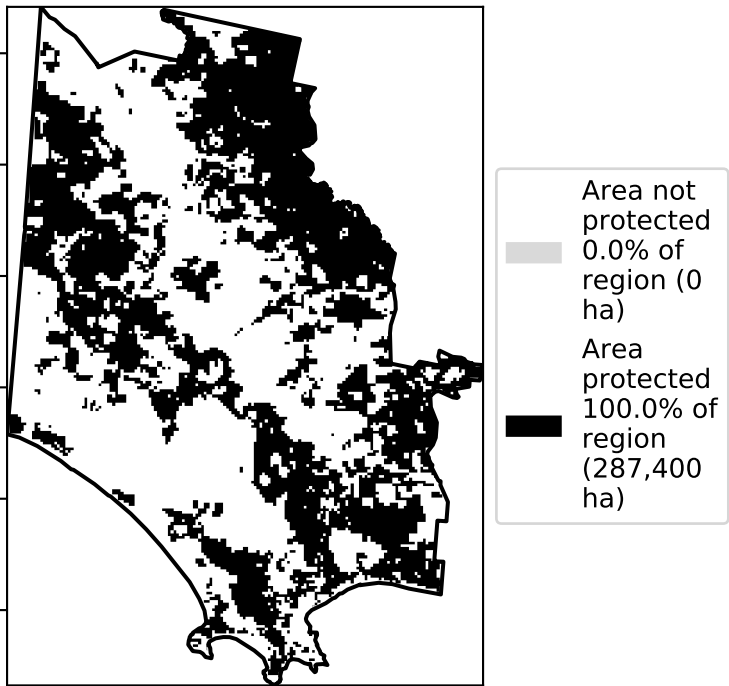 Area not
protected
0.0% of
region (0
ha)
Area
protected
100.0% of
region
(287,400
ha)